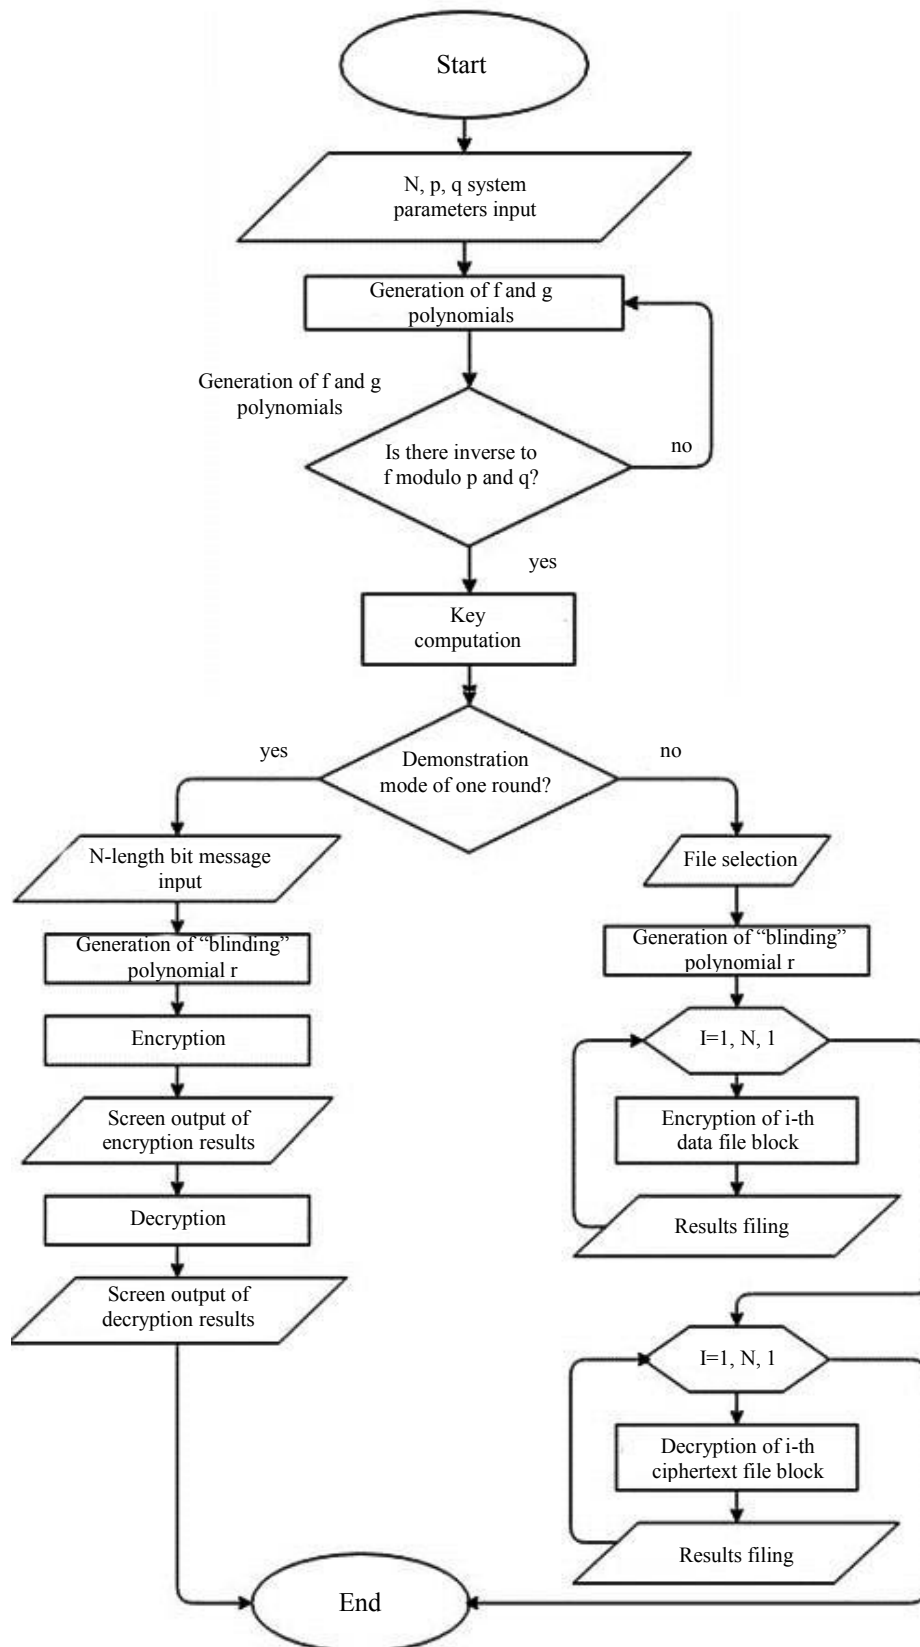 Start
N, p, q system
parameters input
Generation of f and g
polynomials
Generation of f and g
polynomials
Is there inverse to
f modulo p and q?
no
yes
Key
computation
yes
Demonstration
mode of one round?
no
N-length bit message
input
Generation of “blinding”
polynomial r
Encryption
Screen output of
encryption results
Decryption
Screen output of
decryption results
File selection
Generation of “blinding”
polynomial r
I=1, N, 1
Encryption of i-th
data file block
Results filing
I=1, N, 1
Decryption of i-th
ciphertext file block
Results filing
End